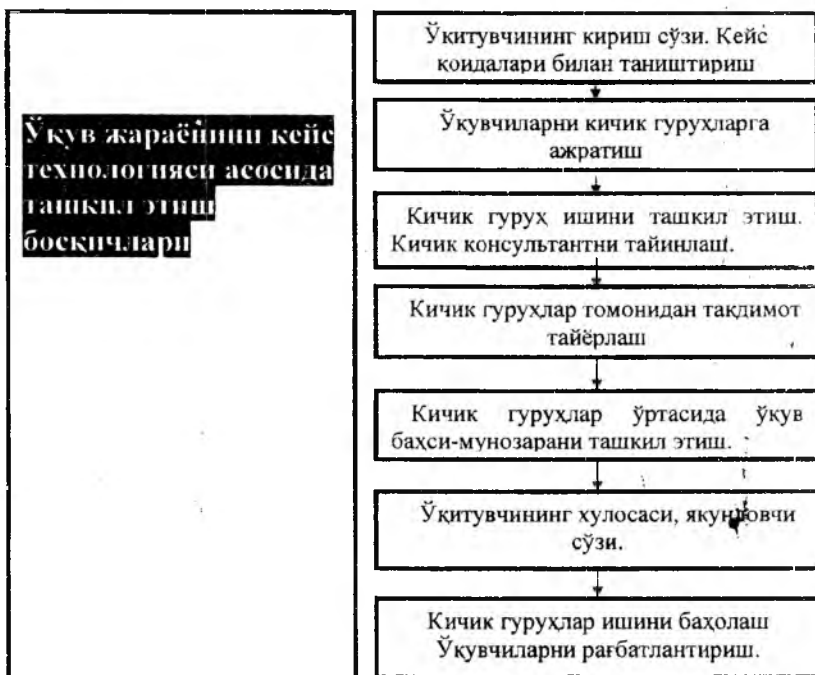 Ўқув жараёнини кейс
технологияси асосида
ташкил этиш
босқичлари
Ўқитувчининг кириш сўзи. Кейс
қоидалари билан таништириш
Ўқувчиларни кичик гуруҳларга
ажратиш
Кичик гуруҳ ишини ташкил этиш.
Кичик консультантни тайинлаш.
Кичик гуруҳлар томонидан тақдимот
тайёрлаш
Кичик гуруҳлар ўртасида ўқув
баҳси-мунозарани ташкил этиш.
Ўқитувчининг хулосаси, якунловчи
сўзи.
Кичик гуруҳлар ишини баҳолаш
Ўқувчиларни рағбатлантириш.